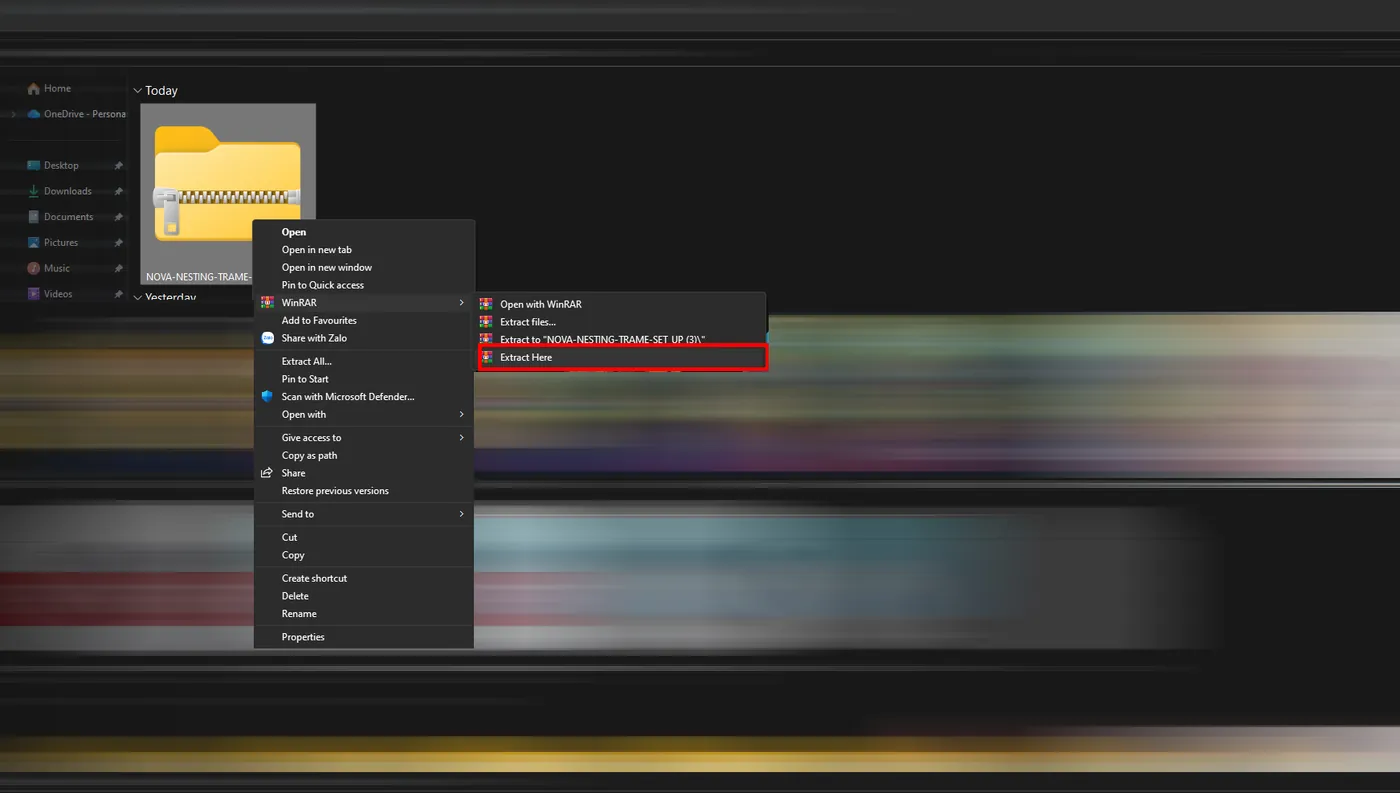 Home
OneDrive - Persona
Desktop
Downloads
Documents
Pictures
Music
Videos
Today
NOVA-NESTING-TRAME-
Yesterday
Open
Open in new tab
Open in new window
Pin to Quick access
WinRAR
Add to Favourites
Share with Zalo
Extract All...
Pin to Start
Scan with Microsoft Defender...
Open with
Give access to
Copy as path
Share
Restore previous versions
Send to
Cut
Copy
Create shortcut
Delete
Rename
Properties
Open with WinRAR
Extract files...
Extract to "NOVA-NESTING-TRAME-SET UP (3)\"
Extract Here